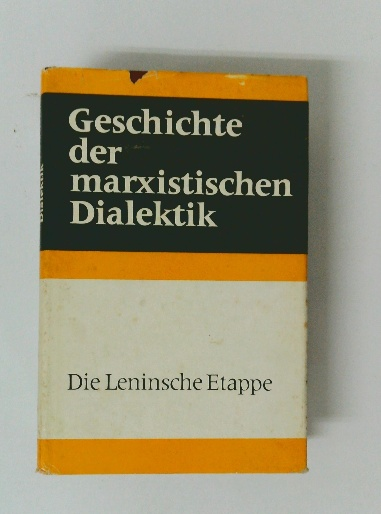 Geschichte
der
marxistischen
Dialektik
Die Leninsche Etappe